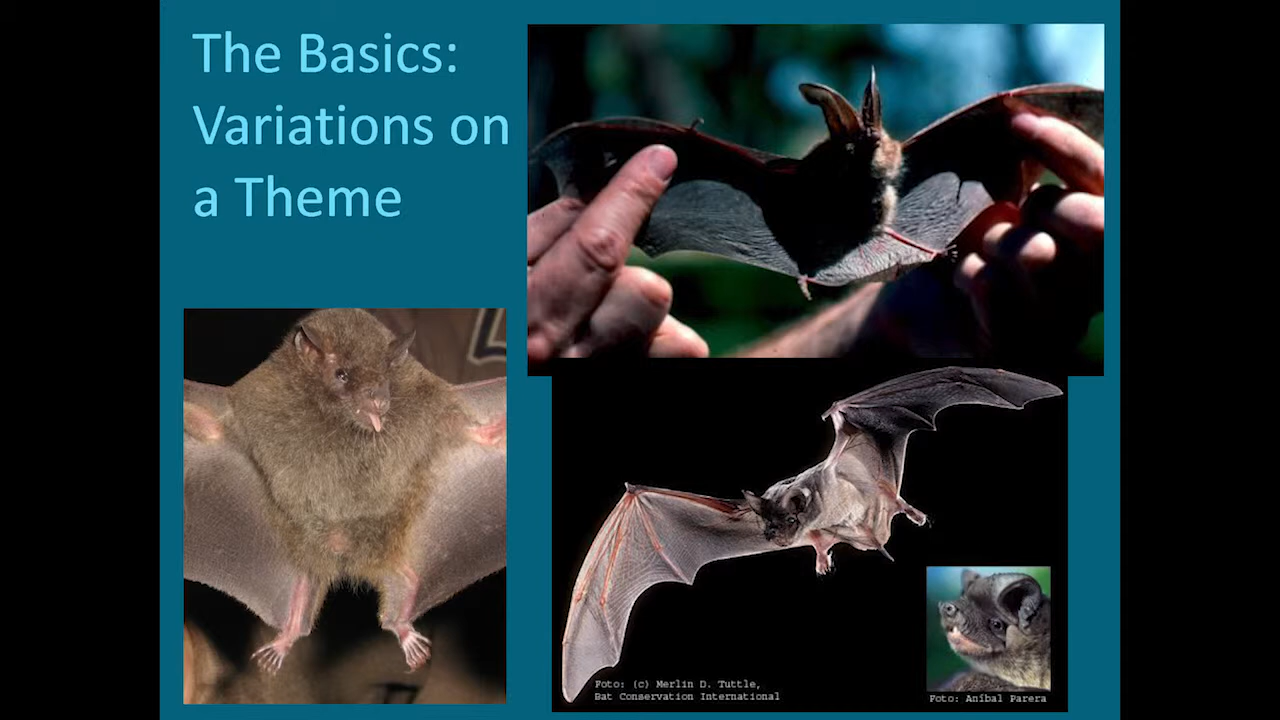 The Basics:
Variations on
a Theme
Foto: (c) Merlin D. Tuttle,
Bat Conservation International
Foto: Aníbal Parera